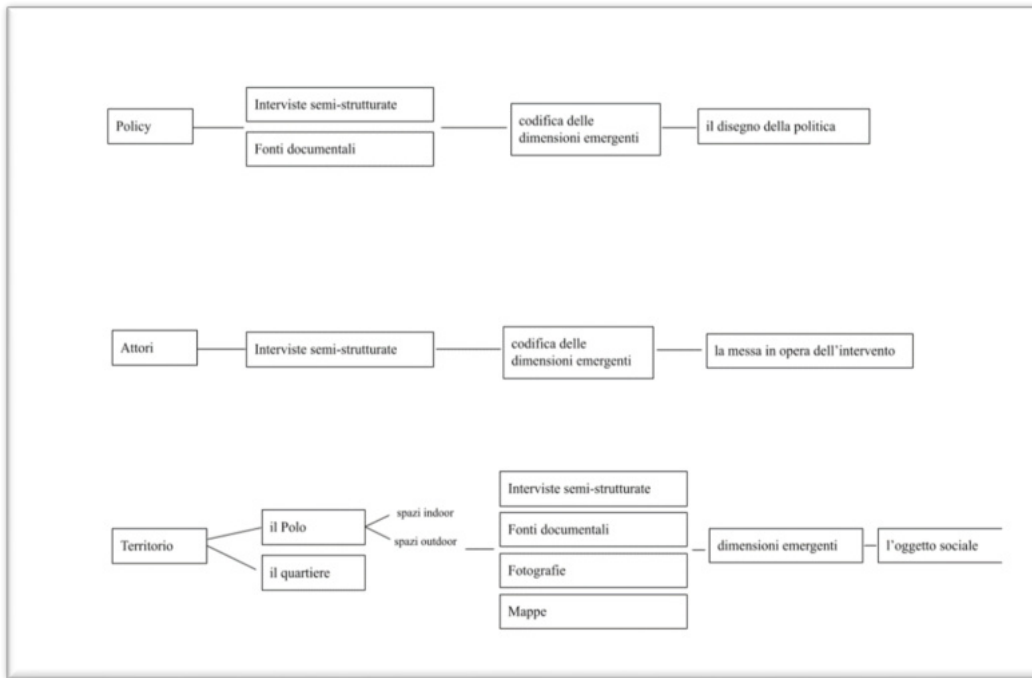 Policy
Interviste semi-strutturate
Fonti documentali
codifica delle
dimensioni emergenti
il disegno della politica
Attori
Interviste semi-strutturate
codifica delle
dimensioni emergenti
la messa in opera dell'intervento
Territorio
il Polo
il quartiere
spazi indoor
spazi outdoor
Interviste semi-strutturate
Fonti documentali
Fotografie
Mappe
dimensioni emergenti
l'oggetto sociale